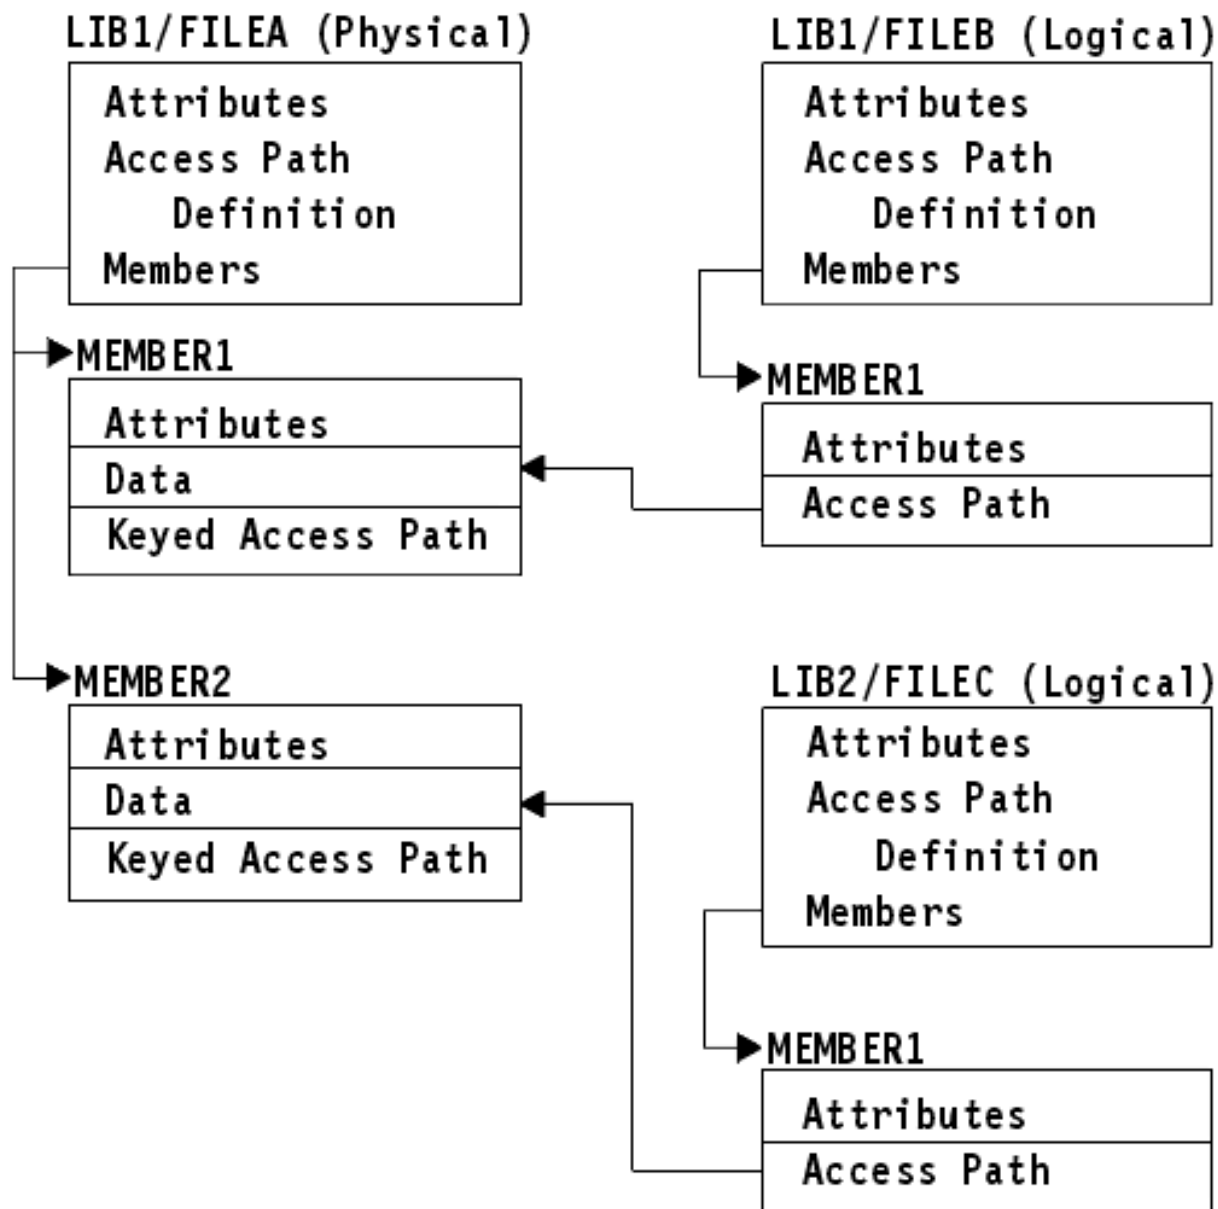 LIB1/FILEA (Physical)
Attributes
Access Path
Definition
Members
MEMBER1
Attributes
Data
Keyed Access Path
MEMBER2
Attributes
Data
Keyed Access Path
LIB1/FILEB (Logical)
Attributes
Access Path
Definition
Members
MEMBER1
Attributes
Access Path
LIB2/FILEC (Logical)
Attributes
Access Path
Definition
Members
MEMBER1
Attributes
Access Path